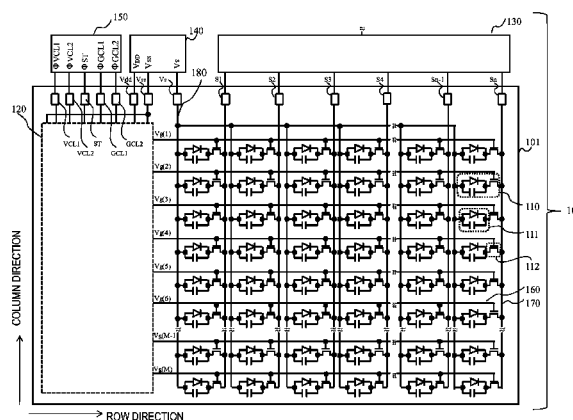 150
140
130
ΦVCL1
ΦVCL2
ΦST
ΦGCL1
ΦGCL2
VDD
VSS
Vs
Vdd
Vss
Vs
180
S1
S2
S3
S4
Sn-1
Sn
120
VCL1
VCL2
ST
GCL1
GCL2
101
Vg(1)
Vg(2)
Vg(3)
Vg(4)
Vg(5)
Vg(6)
Vg(M-1)
Vg(M)
110
111
112
160
170
COLUMN DIRECTION
ROW DIRECTION